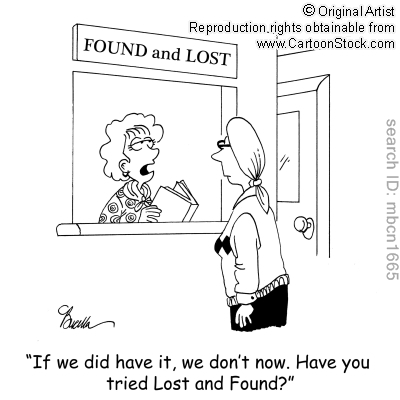 © Original Artist
Reproduction rights obtainable from
www.CartoonStock.com
FOUND and LOST
search ID: mbcn1665
“If we did have it, we don’t now. Have you
tried Lost and Found?”